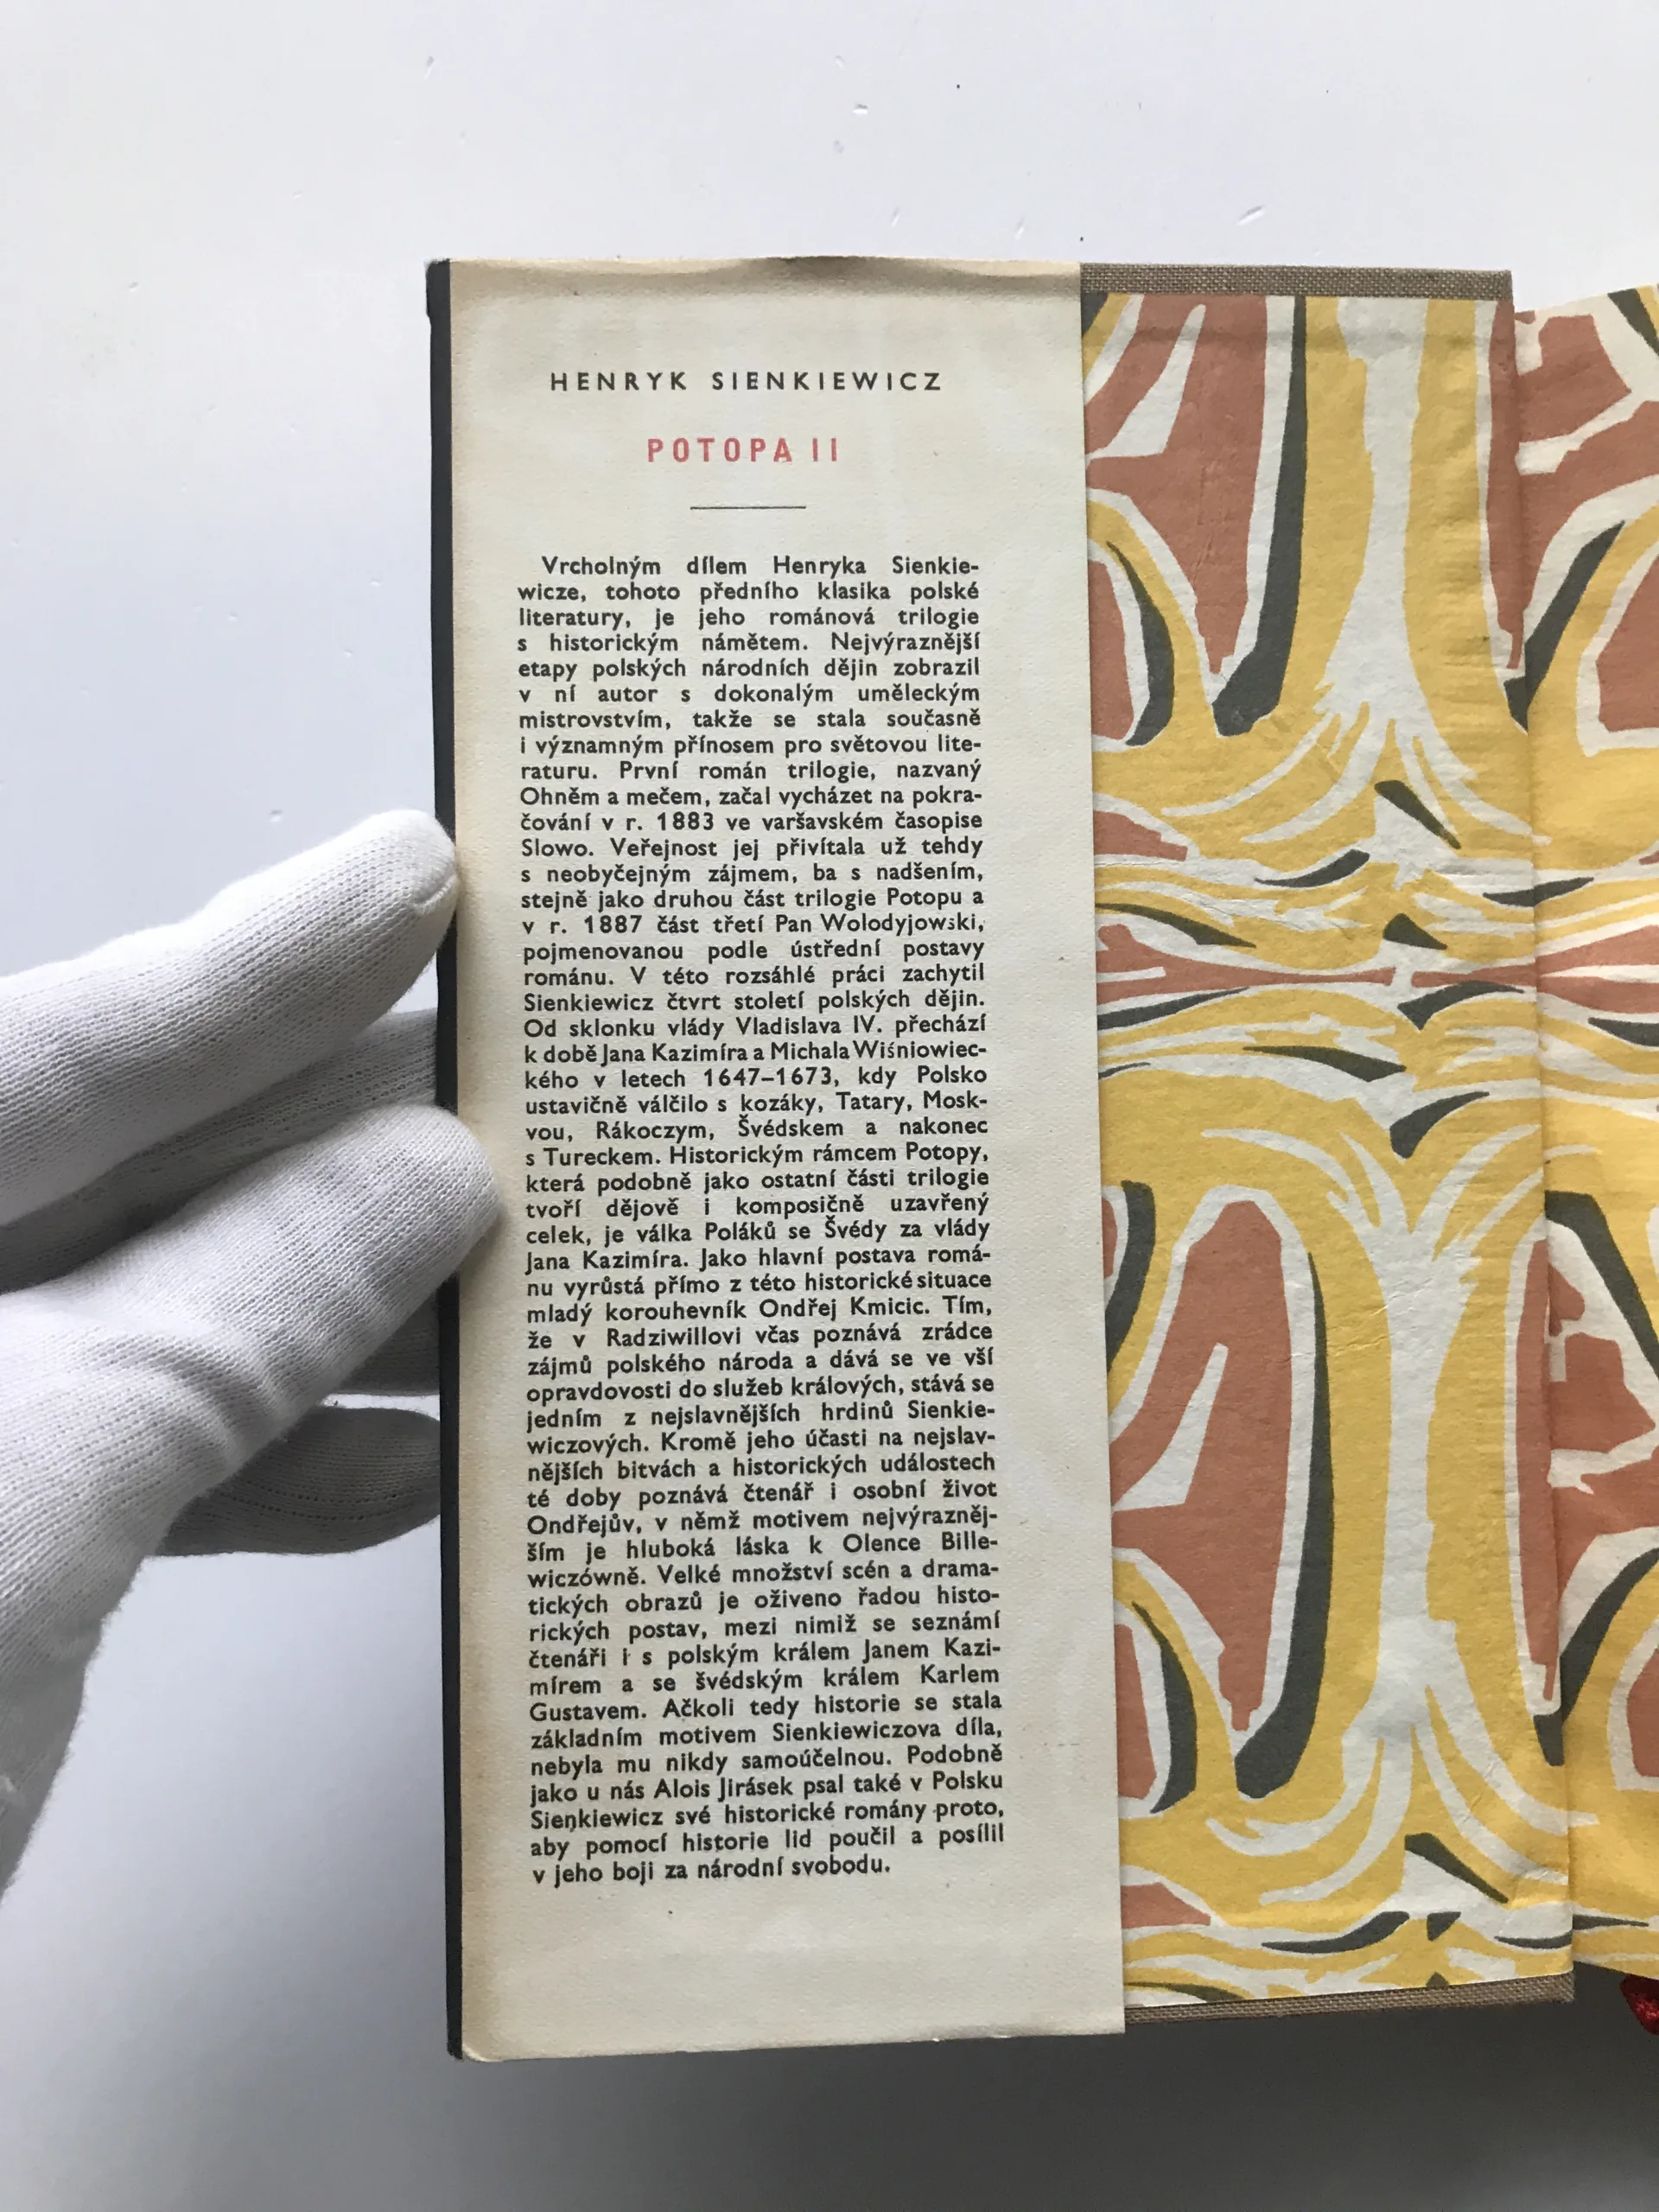 HENRYK SIENKIEWICZ
POTOPA II
Vrcholným dílem Henryka Sienkie-
wicze, tohoto předního klasika polské
literatury, je jeho románová trilogie
s historickým námětem. Nejvýraznější
etapy polských národních dějin zobrazil
v ní autor s dokonalým uměleckým
mistrovstvím, takže se stala současně
i významným přínosem pro světovou lite-
raturu. První román trilogie, nazvaný
Ohněm a mečem, začal vycházet na pokra-
čování v r. 1883 ve varšavském časopise
Slowo. Veřejnost jej přivítala už tehdy
s neobyčejným zájmem, ba s nadšením,
stejně jako druhou část trilogie Potopu a
v r. 1887 část třetí Pan Wolodyjowski,
pojmenovanou podle ústřední postavy
románu. V této rozsáhlé práci zachytil
Sienkiewicz čtvrt století polských dějin.
Od sklonku vlády Vladislava IV. přechází
k době Jana Kazimíra a Michala Wiśniowiec-
kého v letech 1647–1673, kdy Polsko
ustavičně válčilo s kozáky, Tatary, Mosk-
vou, Rákoczym, Švédskem a nakonec
s Tureckem. Historickým rámcem Potopy,
která podobně jako ostatní části trilogie
tvoří dějově i komposičně uzavřený
celek, je válka Poláků se Švédy za vlády
Jana Kazimíra. Jako hlavní postava romá-
nu vyrůstá přímo z této historické situace
mladý korouhevník Ondřej Kmicic. Tím,
že v Radziwillovi včas poznává zrádce
zájmů polského národa a dává se ve vší
opravdovosti do služeb králových, stává se
jedním z nejslavnějších hrdinů Sienkie-
wiczových. Kromě jeho účasti na nejslav-
nějších bitvách a historických událostech
té doby poznává čtenář i osobní život
Ondřejův, v němž motivem nejvýrazněj-
ším je hluboká láska k Olence Bille-
wiczówně. Velké množství scén a drama-
tických obrazů je oživeno řadou histo-
rických postav, mezi nimiž se seznámí
čtenáři i s polským králem Janem Kazi-
mírem a se švédským králem Karlem
Gustavem. Ačkoli tedy historie se stala
základním motivem Sienkiewiczova díla,
nebyla mu nikdy samoúčelnou. Podobně
jako u nás Alois Jirásek psal také v Polsku
Sienkiewicz své historické romány proto,
aby pomocí historie lid poučil a posílil
v jeho boji za národní svobodu.